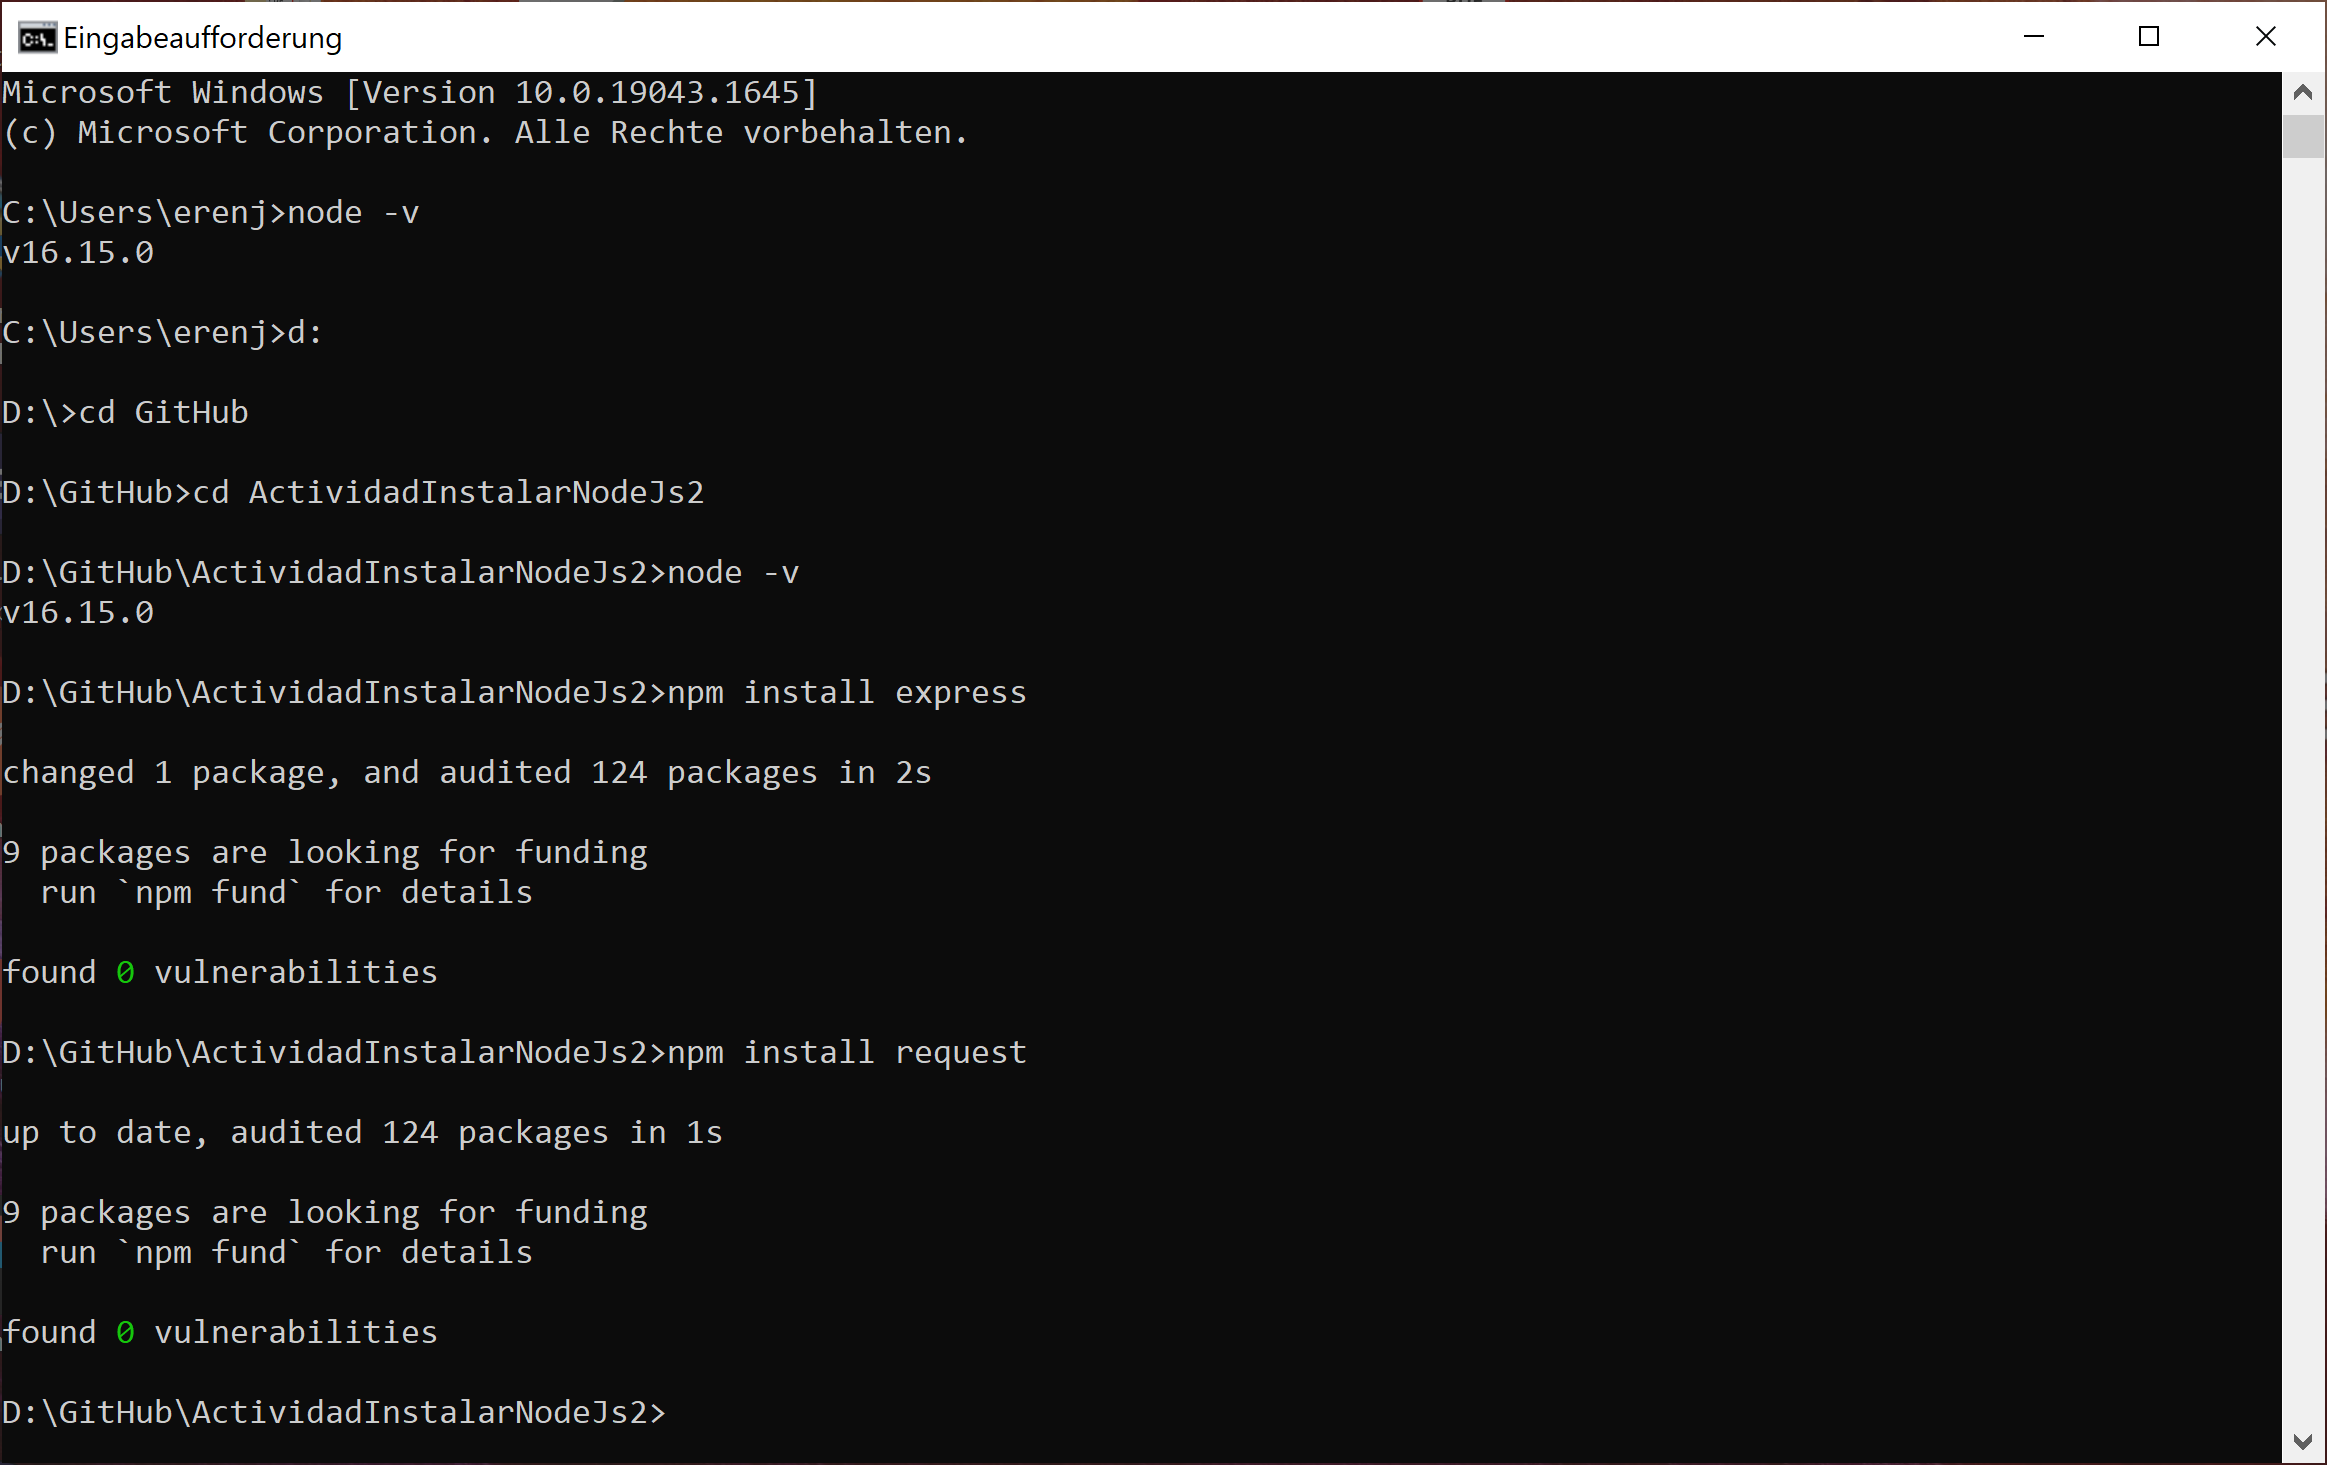 Eingabeaufforderung
Microsoft Windows [Version 10.0.19043.1645]
(c) Microsoft Corporation. Alle Rechte vorbehalten.
C:\Users\erenj>node -v
v16.15.0
C:\Users\erenj>d:
D:\>cd GitHub
D:\GitHub>cd ActividadInstalarNodeJs2
D:\GitHub\ActividadInstalarNodeJs2>node -v
v16.15.0
D:\GitHub\ActividadInstalarNodeJs2>npm install express
changed 1 package, and audited 124 packages in 2s
9 packages are looking for funding
  run `npm fund` for details
found 0 vulnerabilities
D:\GitHub\ActividadInstalarNodeJs2>npm install request
up to date, audited 124 packages in 1s
9 packages are looking for funding
  run `npm fund` for details
found 0 vulnerabilities
D:\GitHub\ActividadInstalarNodeJs2>